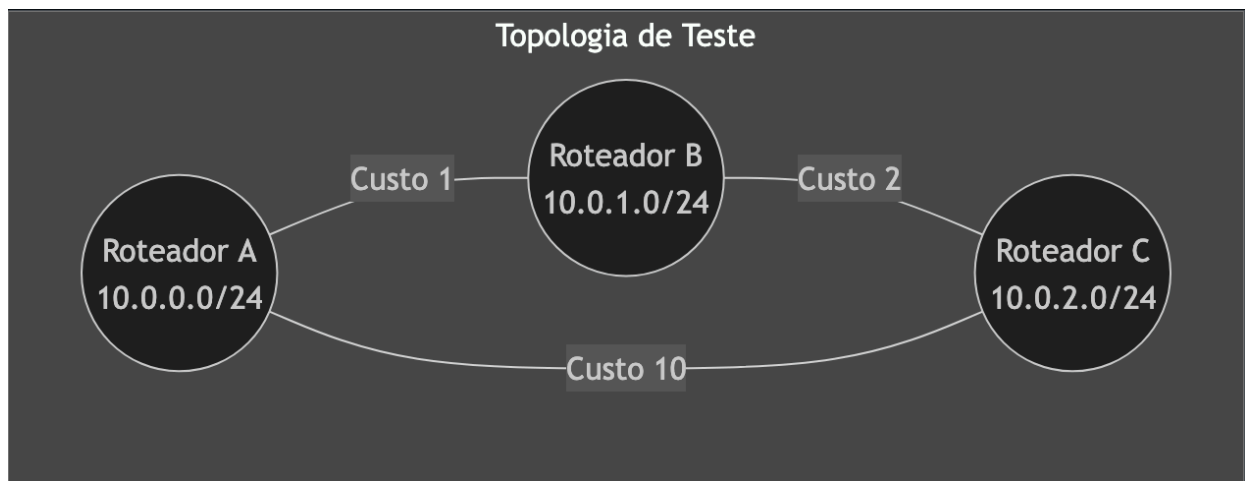 Topologia de Teste
Roteador B
10.0.1.0/24
Custo 1
Custo 2
Roteador A
10.0.0.0/24
Roteador C
10.0.2.0/24
Custo 10